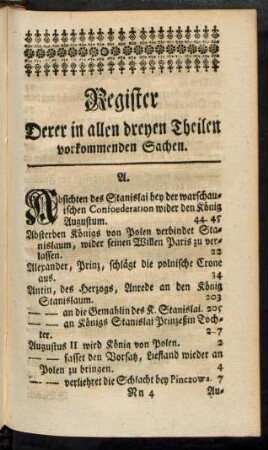 Register
Derer in allen dreyen Theilen
vorkommenden Sachen.
A.
Absichten des Stanislai bey der warschau-
ischen Confoederation wider den König
Augustum. 44. 45
Absterben Königs von Polen verbindet Sta-
nislaum, wider seinen Willen Paris zu ver-
lassen. 22
Alexander, Prinz, schlägt die polnische Crone
aus. 34
Antin, des Herzogs, Anrede an den König
Stanislaum. 203
— — an die Gemahlin des K. Stanislai. 205
— — an Königs Stanislai Prinzeßin Toch-
ter. 2-7
Augustus II wird König von Polen. 2
— — fasset den Vorsatz, Liefland wieder an
Polen zu bringen. 4
— — verliehret die Schlacht bey Pinczow. 7
Nn 4 Au-